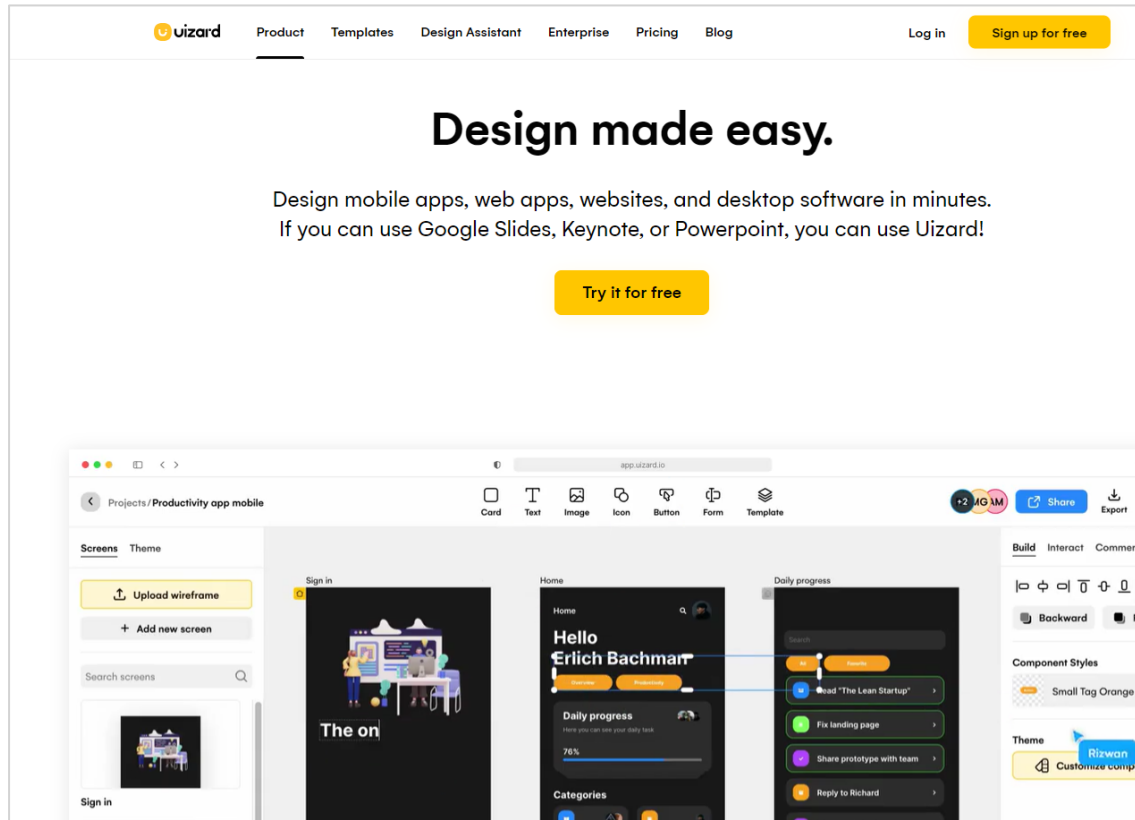 uizard
Product
Templates
Design Assistant
Enterprise
Pricing
Blog
Log in
Sign up for free
Design made easy.
Design mobile apps, web apps, websites, and desktop software in minutes.
If you can use Google Slides, Keynote, or Powerpoint, you can use Uizard!
Try it for free
app.uizard.io
Projects/Productivity app mobile
Card
Text
Image
Icon
Button
Form
Template
+2
MG
AM
Share
Export
Screens
Theme
Upload wireframe
+ Add new screen
Search screens
Sign in
Sign in
The on
Home
Home
Hello
Erlich Bachman
Overview
Productivity
Daily progress
Here you can see your daily task
76%
Categories
Daily progress
Search
All
Favorite
Read "The Lean Startup"
Fix landing page
Share prototype with team
Reply to Richard
Build
Interact
Commen
Backward
Component Styles
Small Tag Orange
Theme
Rizwan
Customize comp